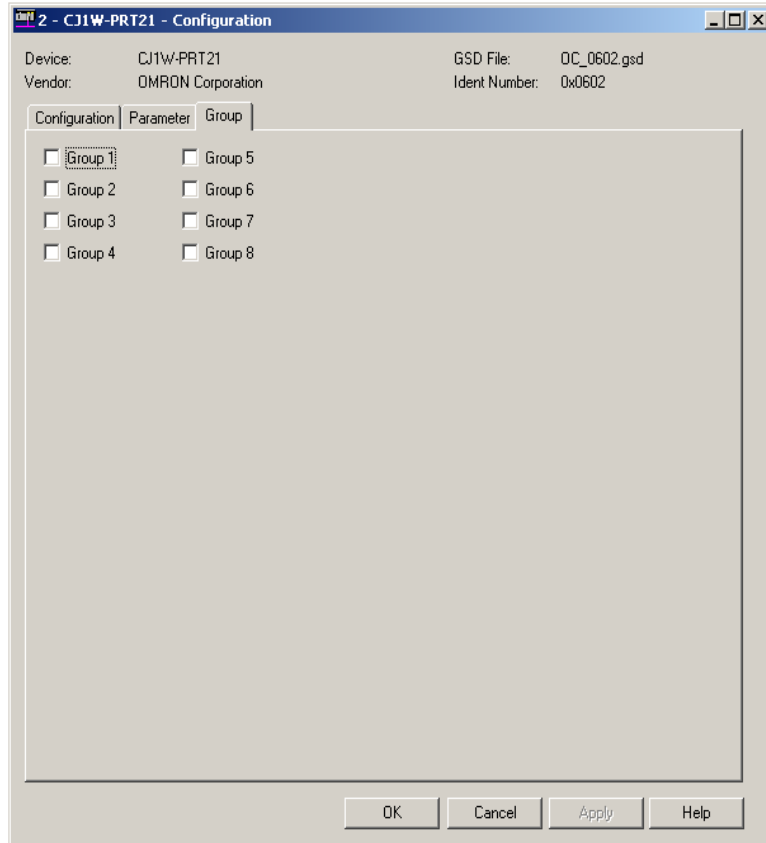 2 - CJ1W-PRT21 - Configuration
Device: CJ1W-PRT21 GSD File: OC_0602.gsd
Vendor: OMRON Corporation Ident Number: 0x0602
Configuration Parameter Group
Group 1 Group 5
Group 2 Group 6
Group 3 Group 7
Group 4 Group 8
OK Cancel Apply Help